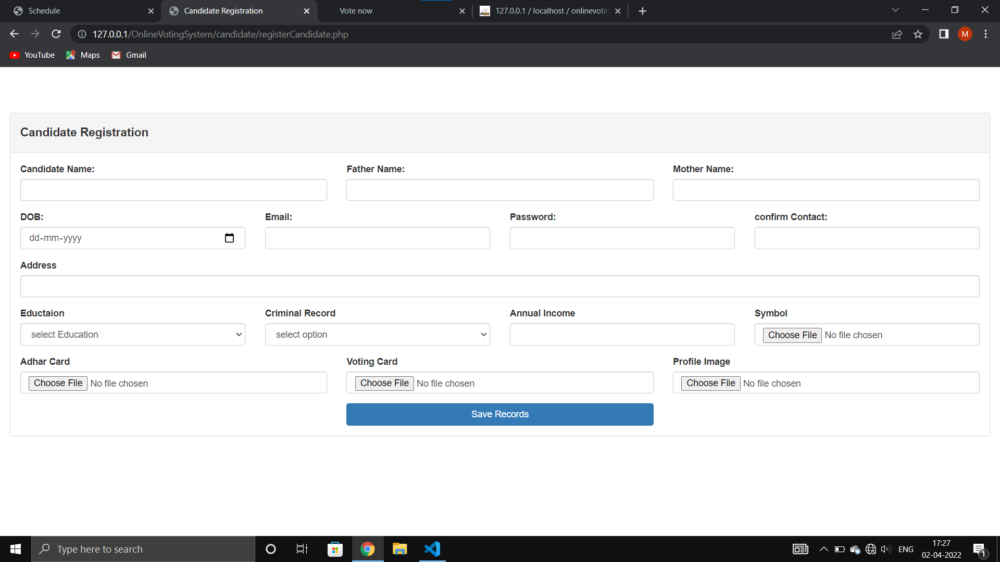 Schedule
Candidate Registration
Vote now
127.0.0.1 / localhost / onlinevotin
127.0.0.1/OnlineVotingSystem/candidate/registerCandidate.php
M
YouTube
Maps
Gmail
Candidate Registration
Candidate Name: Father Name: Mother Name:
DOB: Email: Password: confirm Contact:
dd-mm-yyyy
Address
Eductaion Criminal Record Annual Income Symbol
select Education select option Choose File No file chosen
Adhar Card Voting Card Profile Image
Choose File No file chosen Choose File No file chosen Choose File No file chosen
Save Records
Type here to search
ENG
17:27
02-04-2022
1